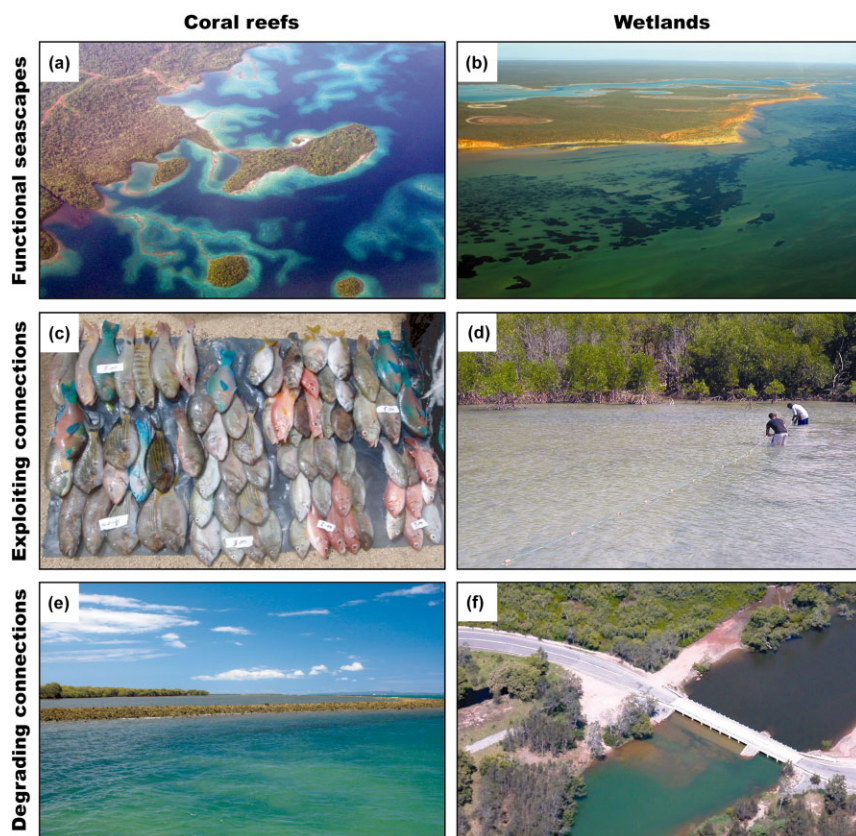 Coral reefs
Wetlands
Functional seascapes
(a)
(b)
Exploiting connections
(c)
(d)
Degrading connections
(e)
(f)